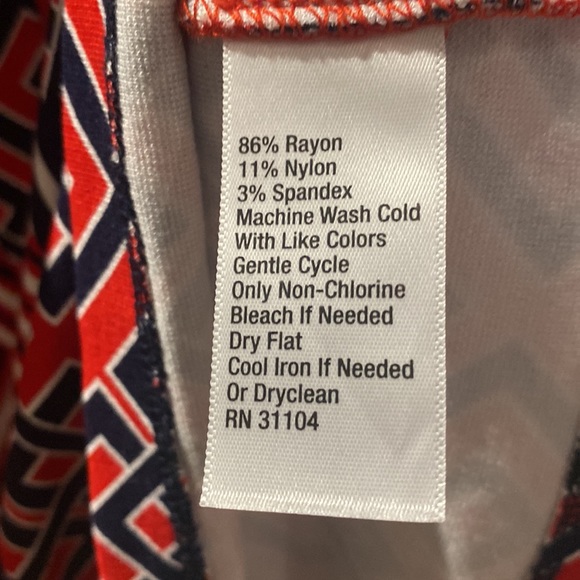 86% Rayon
11% Nylon
3% Spandex
Machine Wash Cold
With Like Colors
Gentle Cycle
Only Non-Chlorine
Bleach If Needed
Dry Flat
Cool Iron If Needed
Or Dryclean
RN 31104